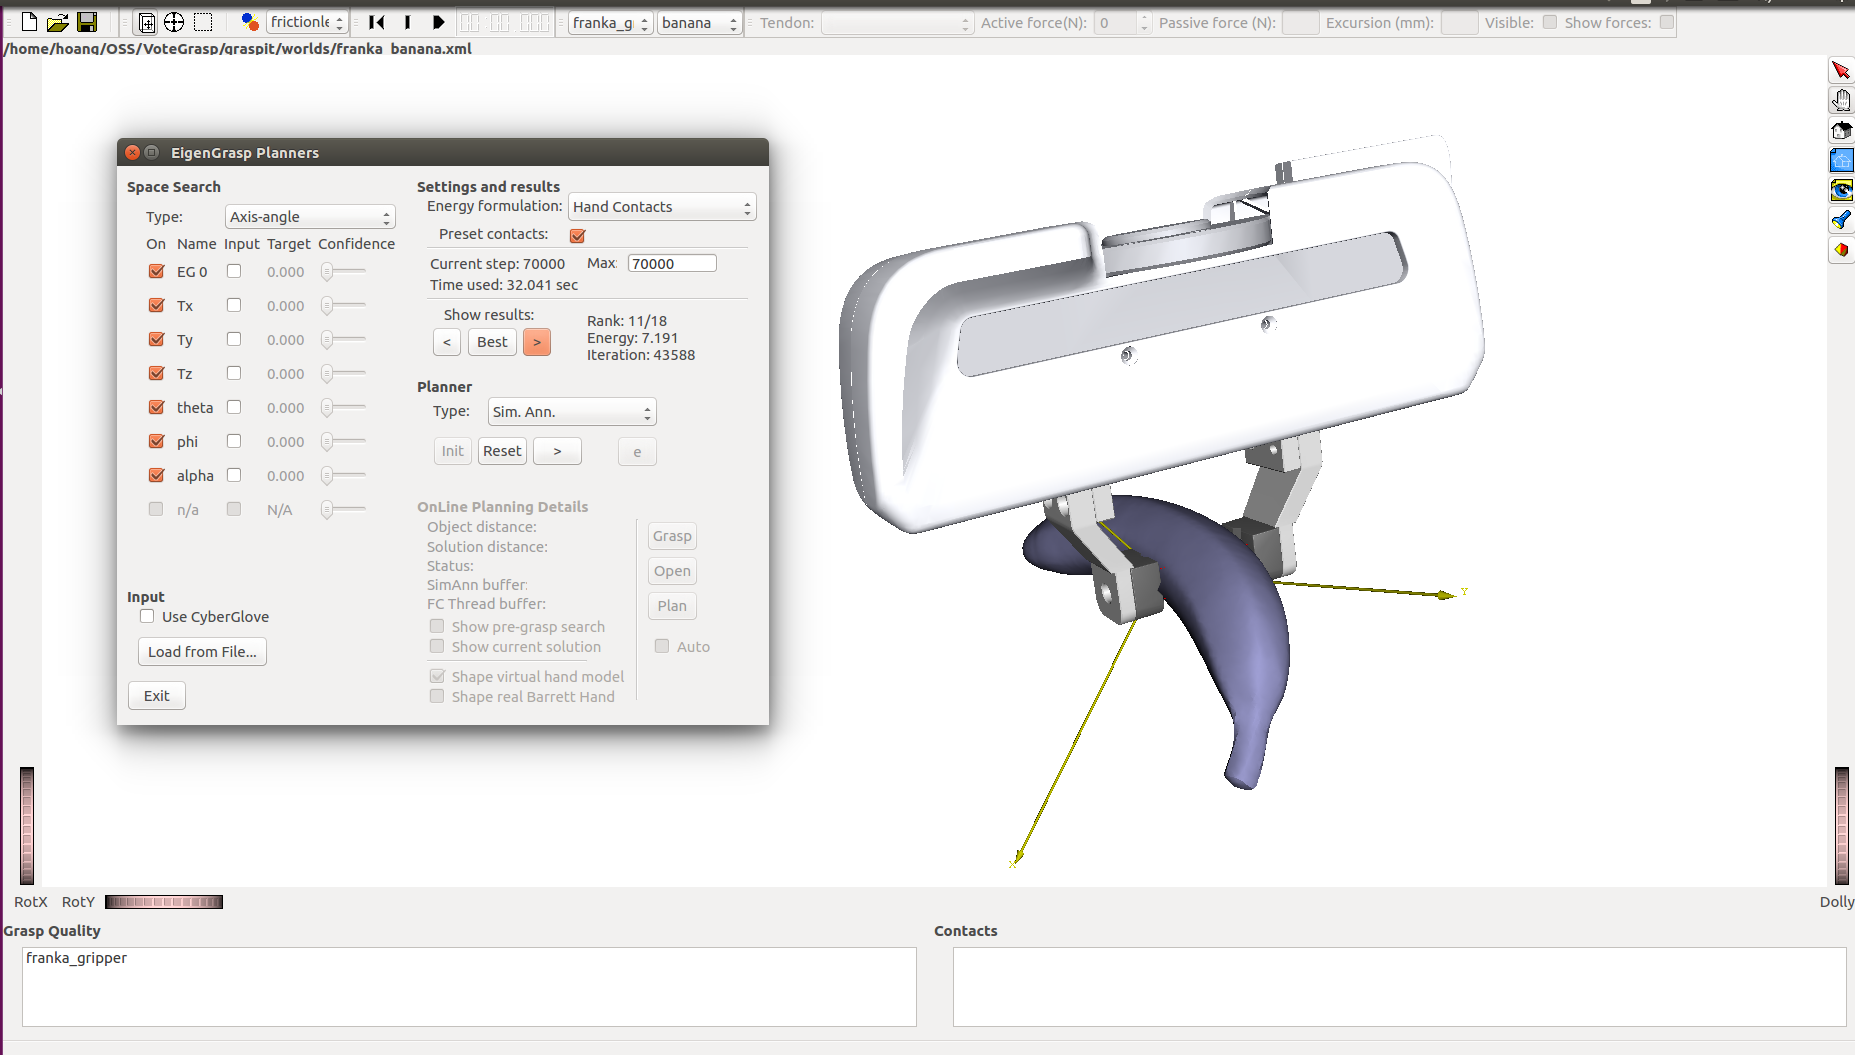 frictionle franka_gi banana Tendon: Active force(N): 0 Passive force (N): Excursion (mm): Visible: Show forces:
/home/hoang/OSS/VoteGrasp/graspit/worlds/franka_banana.xml
EigenGrasp Planners
Space Search
Type: Axis-angle
On Name Input Target Confidence
EG 0 0.000
Tx 0.000
Ty 0.000
Tz 0.000
theta 0.000
phi 0.000
alpha 0.000
n/a N/A
Input
Use CyberGlove
Load from File...
Exit
Settings and results
Energy formulation: Hand Contacts
Preset contacts:
Current step: 70000 Max: 70000
Time used: 32.041 sec
Show results:
< Best >
Rank: 11/18
Energy: 7.191
Iteration: 43588
Planner
Type: Sim. Ann.
Init Reset > e
OnLine Planning Details
Object distance:
Solution distance:
Status:
SimAnn buffer:
FC Thread buffer:
Show pre-grasp search
Show current solution
Shape virtual hand model
Shape real Barrett Hand
Grasp
Open
Plan
Auto
Y
X
RotX RotY
Dolly
Grasp Quality
franka_gripper
Contacts